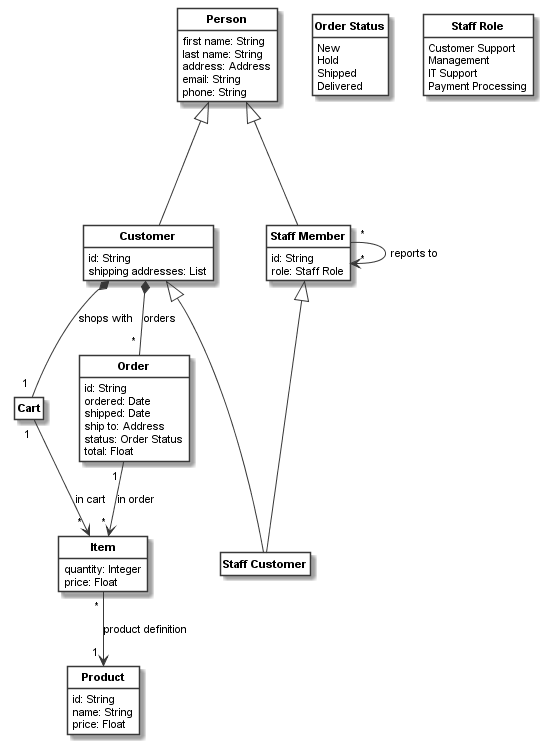 Person
first name: String
last name: String
address: Address
email: String
phone: String
Order Status
New
Hold
Shipped
Delivered
Staff Role
Customer Support
Management
IT Support
Payment Processing
Customer
id: String
shipping addresses: List
Staff Member
id: String
role: Staff Role
*
*
reports to
shops with
orders
*
1
Order
id: String
ordered: Date
shipped: Date
ship to: Address
status: Order Status
total: Float
Cart
1
1
in cart
in order
*
*
Item
quantity: Integer
price: Float
Staff Customer
*
product definition
1
Product
id: String
name: String
price: Float